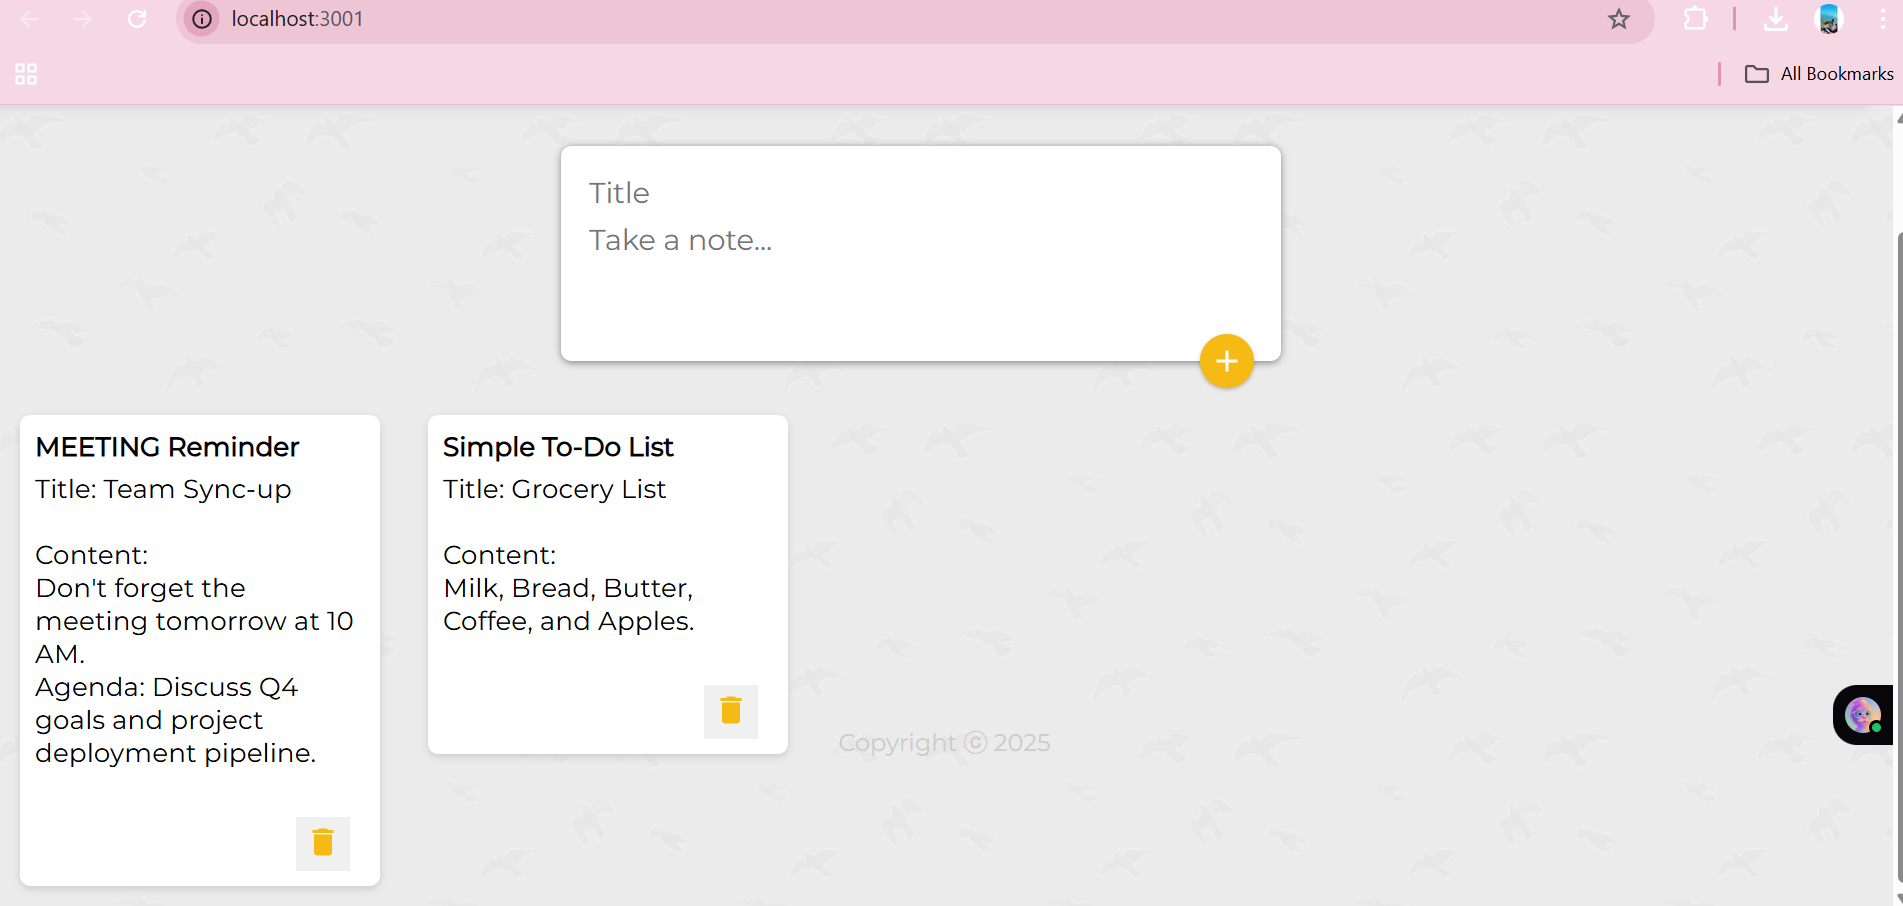 localhost:3001
All Bookmarks
Title
Take a note...
MEETING Reminder
Title: Team Sync-up
Content:
Don't forget the
meeting tomorrow at 10
AM.
Agenda: Discuss Q4
goals and project
deployment pipeline.
Simple To-Do List
Title: Grocery List
Content:
Milk, Bread, Butter,
Coffee, and Apples.
Copyright ⓒ 2025